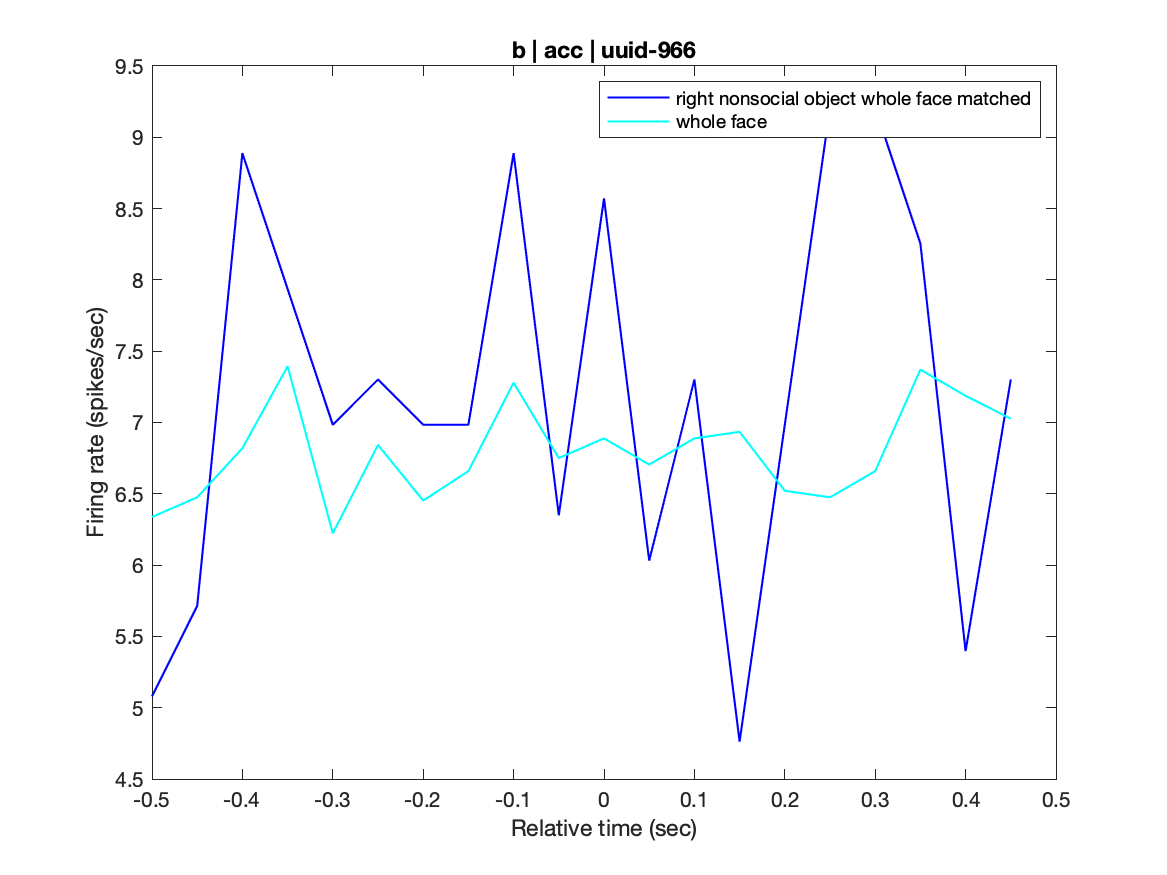 b | acc | uuid-966
9.5
right nonsocial object whole face matched
whole face
9
8.5
8
7.5
7
6.5
6
5.5
5
4.5
Firing rate (spikes/sec)
-0.5 -0.4 -0.3 -0.2 -0.1 0 0.1 0.2 0.3 0.4 0.5
Relative time (sec)